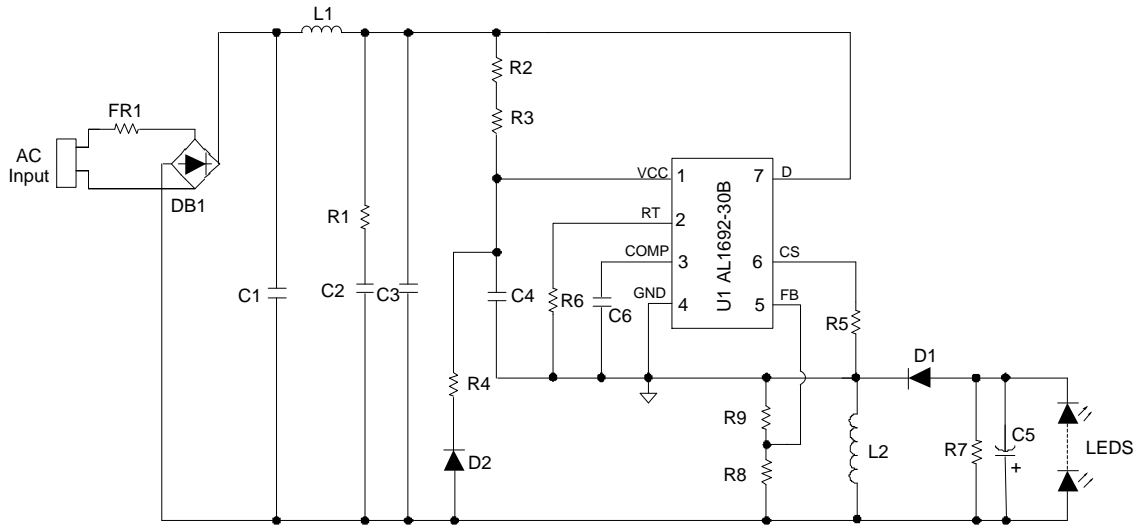 L1
R2
R3
FR1
AC
Input
DB1
VCC
1
7
D
RT
2
R1
COMP
3
6
CS
U1 AL1692-30B
C1
C2
C3
C4
R6
C6
GND
4
5
FB
R5
D1
R4
R9
R8
D2
L2
R7
C5
+
LEDS